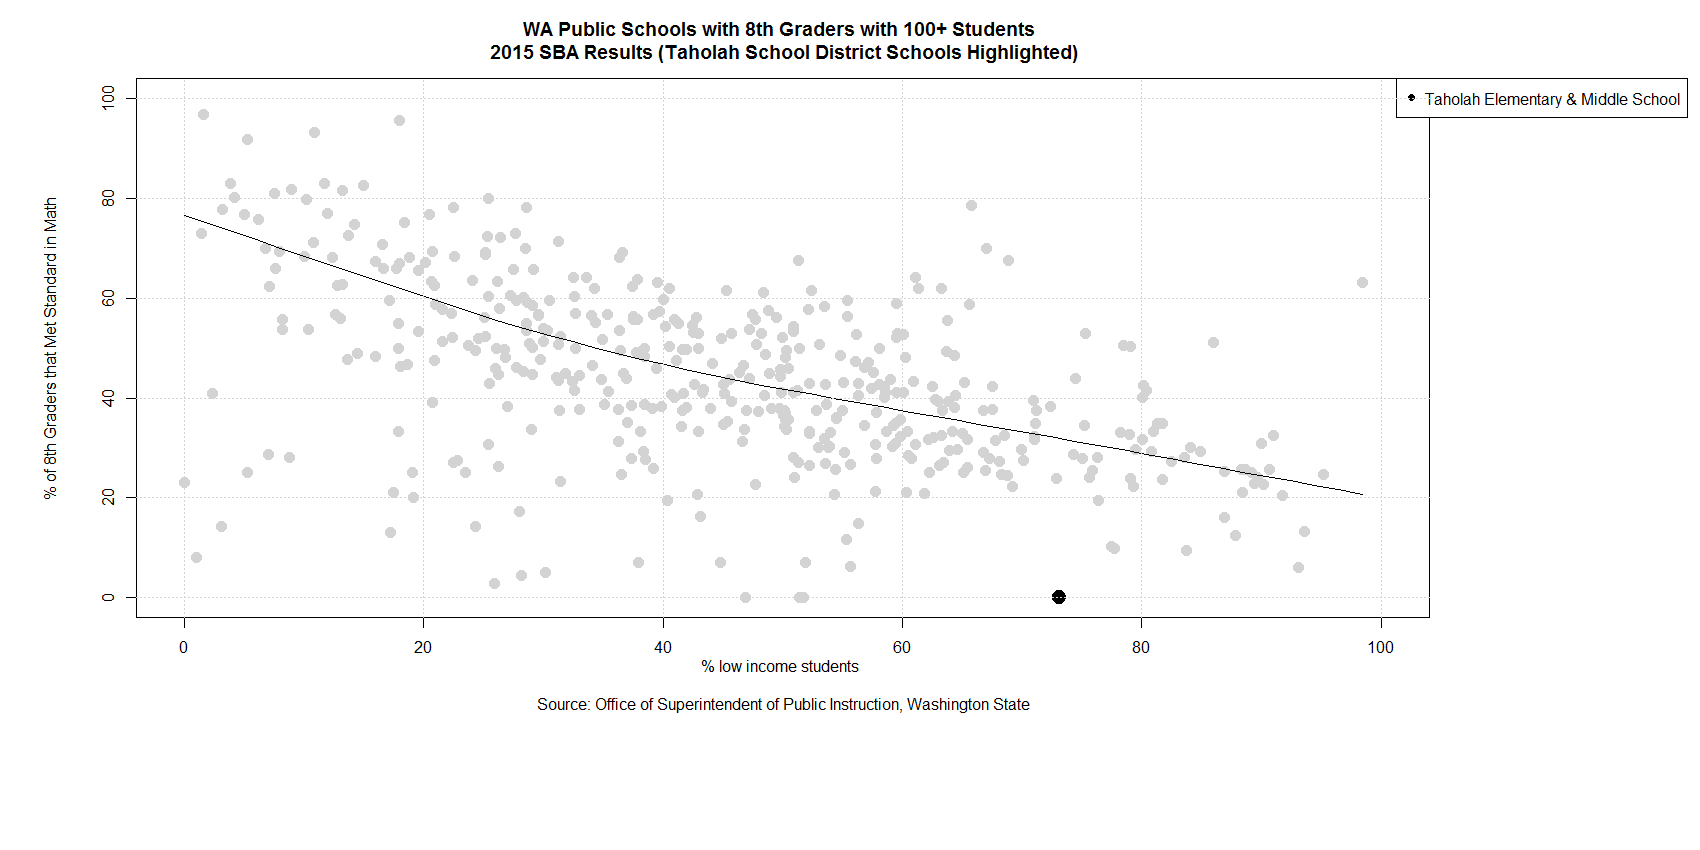 WA Public Schools with 8th Graders with 100+ Students
2015 SBA Results (Taholah School District Schools Highlighted)
Taholah Elementary & Middle School
% of 8th Graders that Met Standard in Math
100
80
60
40
20
0
0 20 40 60 80 100
% low income students
Source: Office of Superintendent of Public Instruction, Washington State